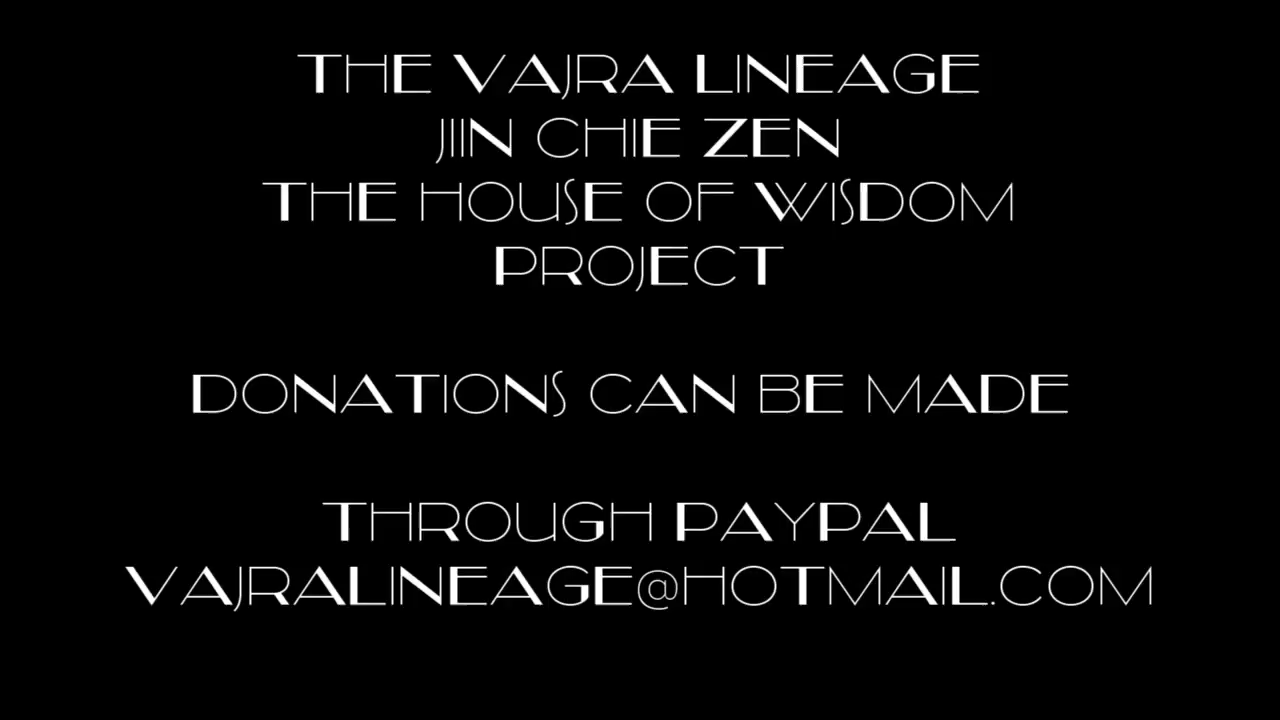 THE VAJRA LINEAGE
JIIN CHIE ZEN
THE HOUSE OF WISDOM
PROJECT
DONATIONS CAN BE MADE
THROUGH PAYPAL
VAJRALINEAGE@HOTMAIL.COM